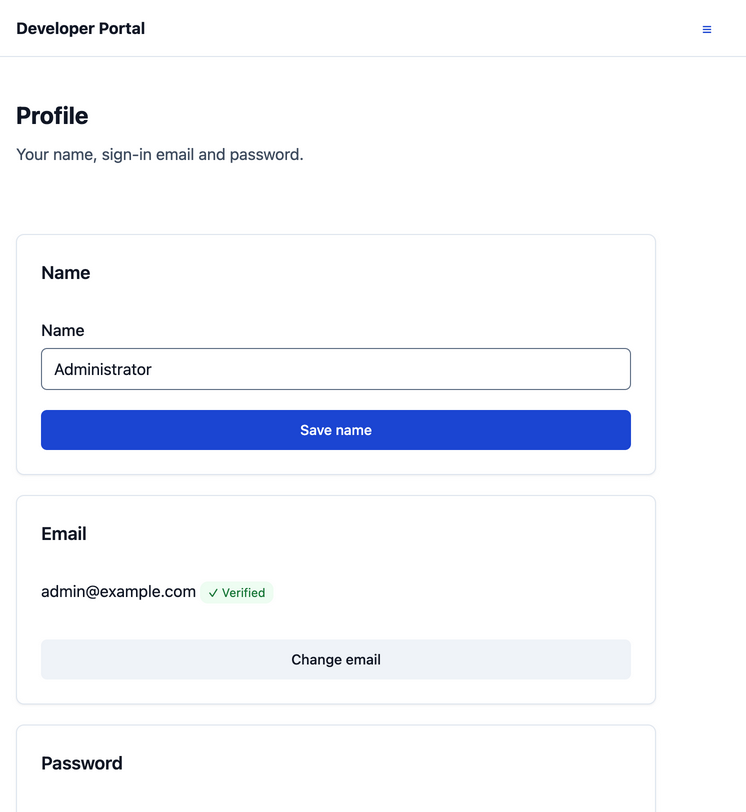 Developer Portal
≡
Profile
Your name, sign-in email and password.
Name
Name
Administrator
Save name
Email
admin@example.com ✓ Verified
Change email
Password